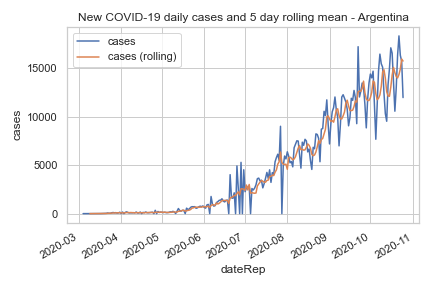 New COVID-19 daily cases and 5 day rolling mean - Argentina
cases
cases (rolling)
15000
10000
5000
0
cases
2020-03
2020-04
2020-05
2020-06
2020-07
2020-08
2020-09
2020-10
2020-11
dateRep